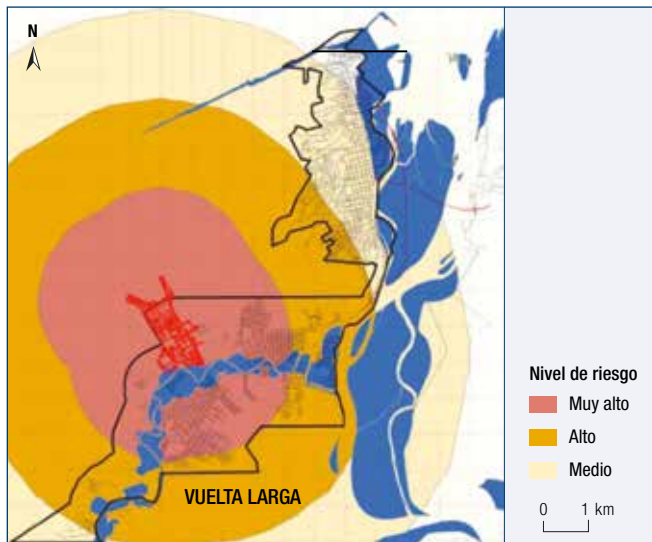 N
VUELTA LARGA
Nivel de riesgo
Muy alto
Alto
Medio
0 1 km